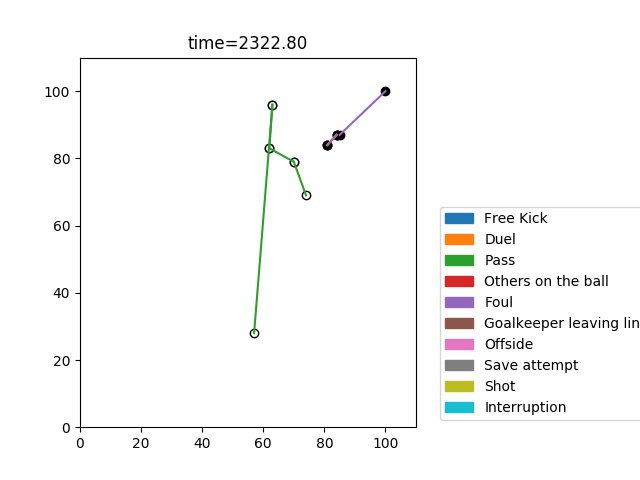 time=2322.80
100
80
60
40
20
0
0 20 40 60 80 100
Free Kick
Duel
Pass
Others on the ball
Foul
Goalkeeper leaving lin
Offside
Save attempt
Shot
Interruption